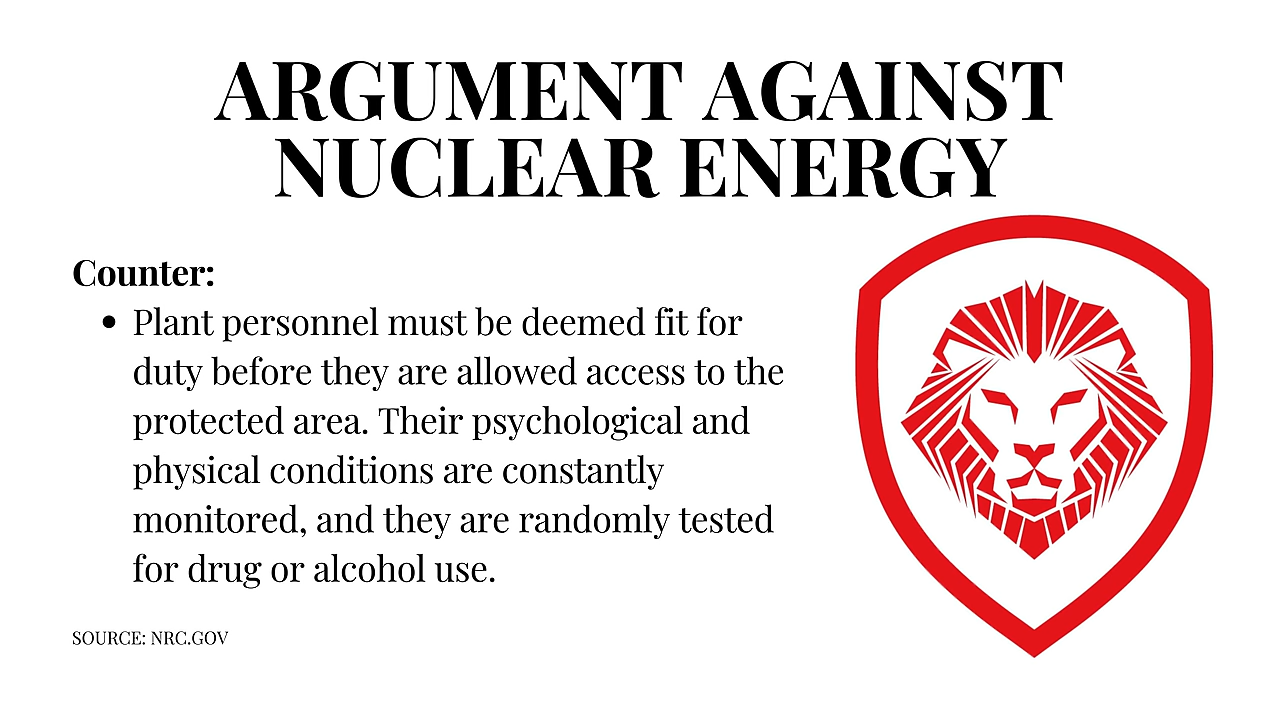 ARGUMENT AGAINST
NUCLEAR ENERGY
Counter:
• Plant personnel must be deemed fit for
duty before they are allowed access to the
protected area. Their psychological and
physical conditions are constantly
monitored, and they are randomly tested
for drug or alcohol use.
SOURCE: NRC.GOV